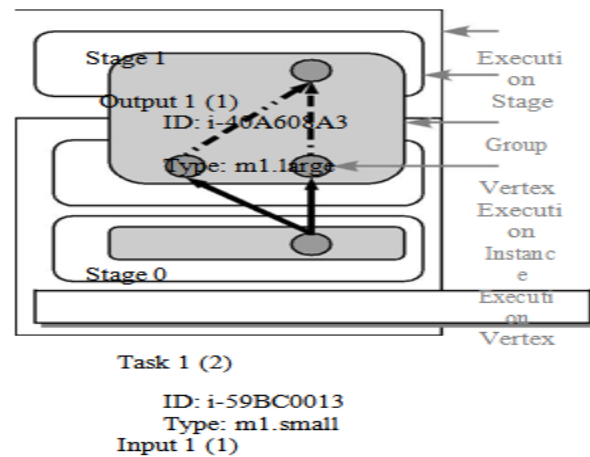 Stage 1
Output 1 (1)
ID: i-40A608A3
Type: m1.large
Stage 0
Task 1 (2)
ID: i-59BC0013
Type: m1.small
Input 1 (1)
Executi
on
Stage
Group
Vertex
Executi
on
Instanc
e
Executi
on
Vertex